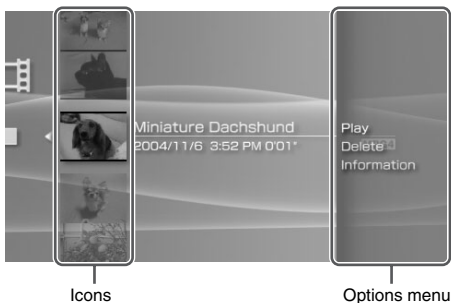 Miniature Dachshund
2004/11/6 3:52 PM 0'01"
Play
Delete
Information
Icons
Options menu